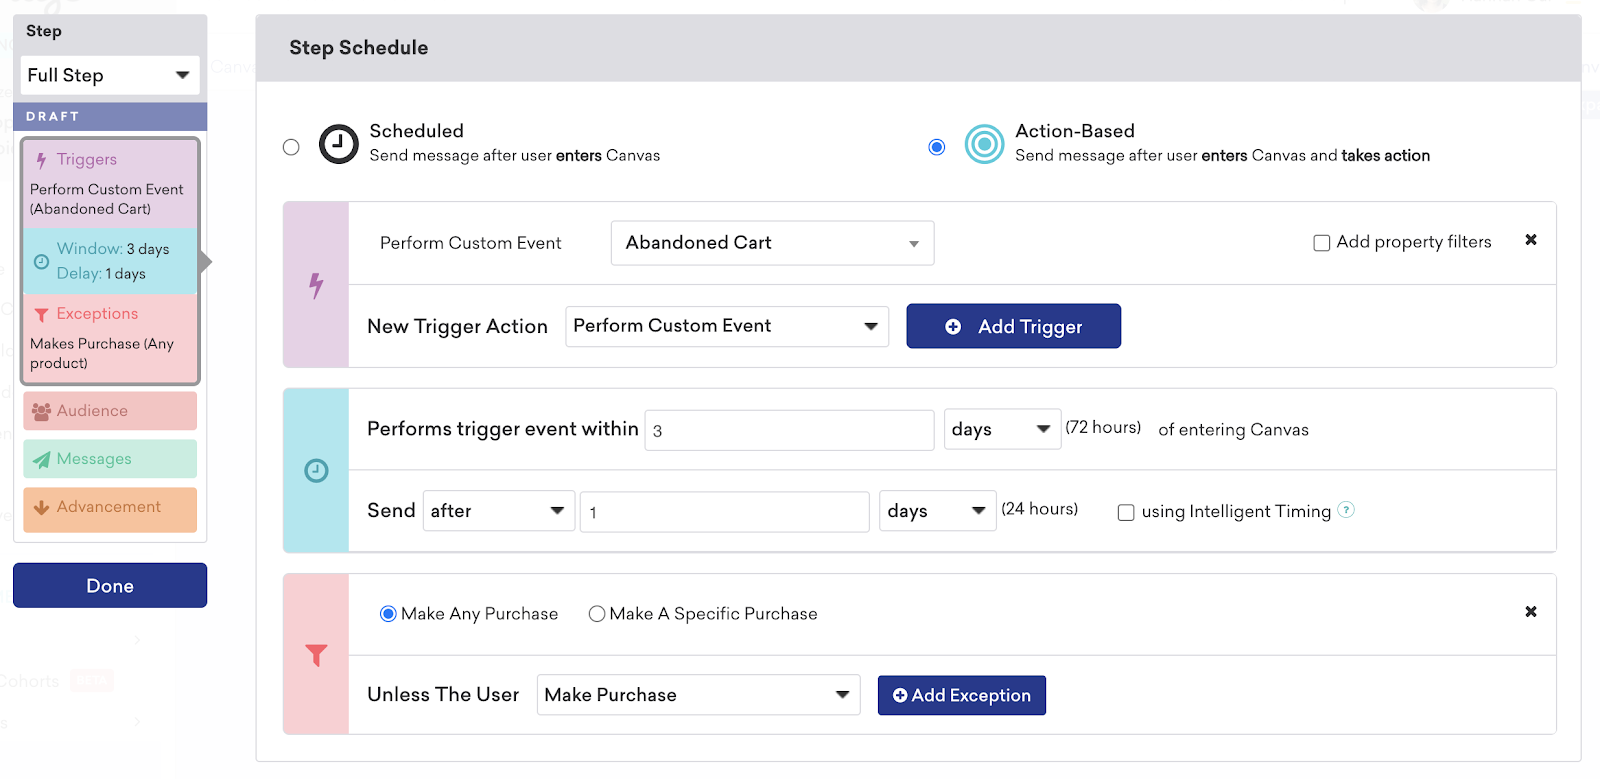 Step
Full Step
DRAFT
Triggers
Perform Custom Event
(Abandoned Cart)
Window: 3 days
Delay: 1 days
Exceptions
Makes Purchase (Any
product)
Audience
Messages
Advancement
Done
Cohorts BETA
Step Schedule
Scheduled
Send message after user enters Canvas
Action-Based
Send message after user enters Canvas and takes action
Perform Custom Event Abandoned Cart Add property filters
New Trigger Action Perform Custom Event Add Trigger
Performs trigger event within 3 days (72 hours) of entering Canvas
Send after 1 days (24 hours) using Intelligent Timing ?
Make Any Purchase Make A Specific Purchase
Unless The User Make Purchase Add Exception